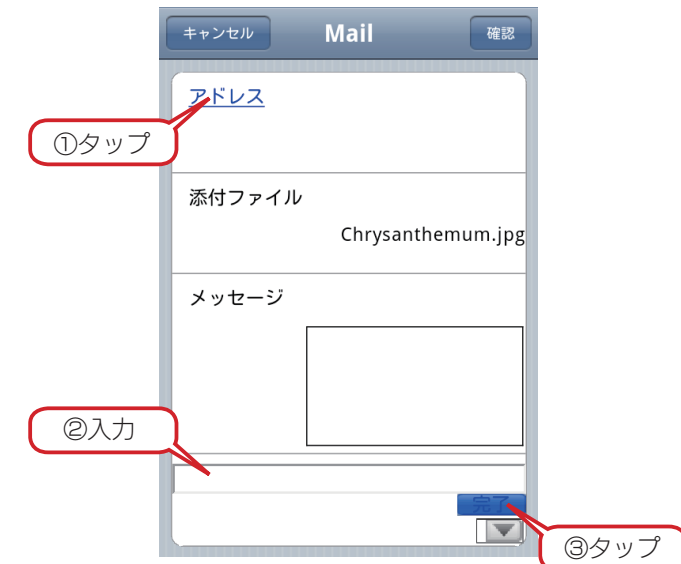 キャンセル Mail 確認
アドレス
①タップ
添付ファイル
Chrysanthemum.jpg
メッセージ
②入力
完了
③タップ